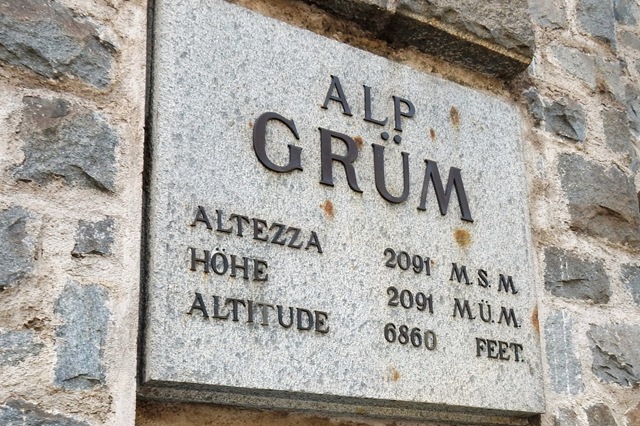 ALP
GRÜM
ALTEZZA 2091 M.S.M.
HÖHE 2091 M.Ü.M.
ALTITUDE 6860 FEET.